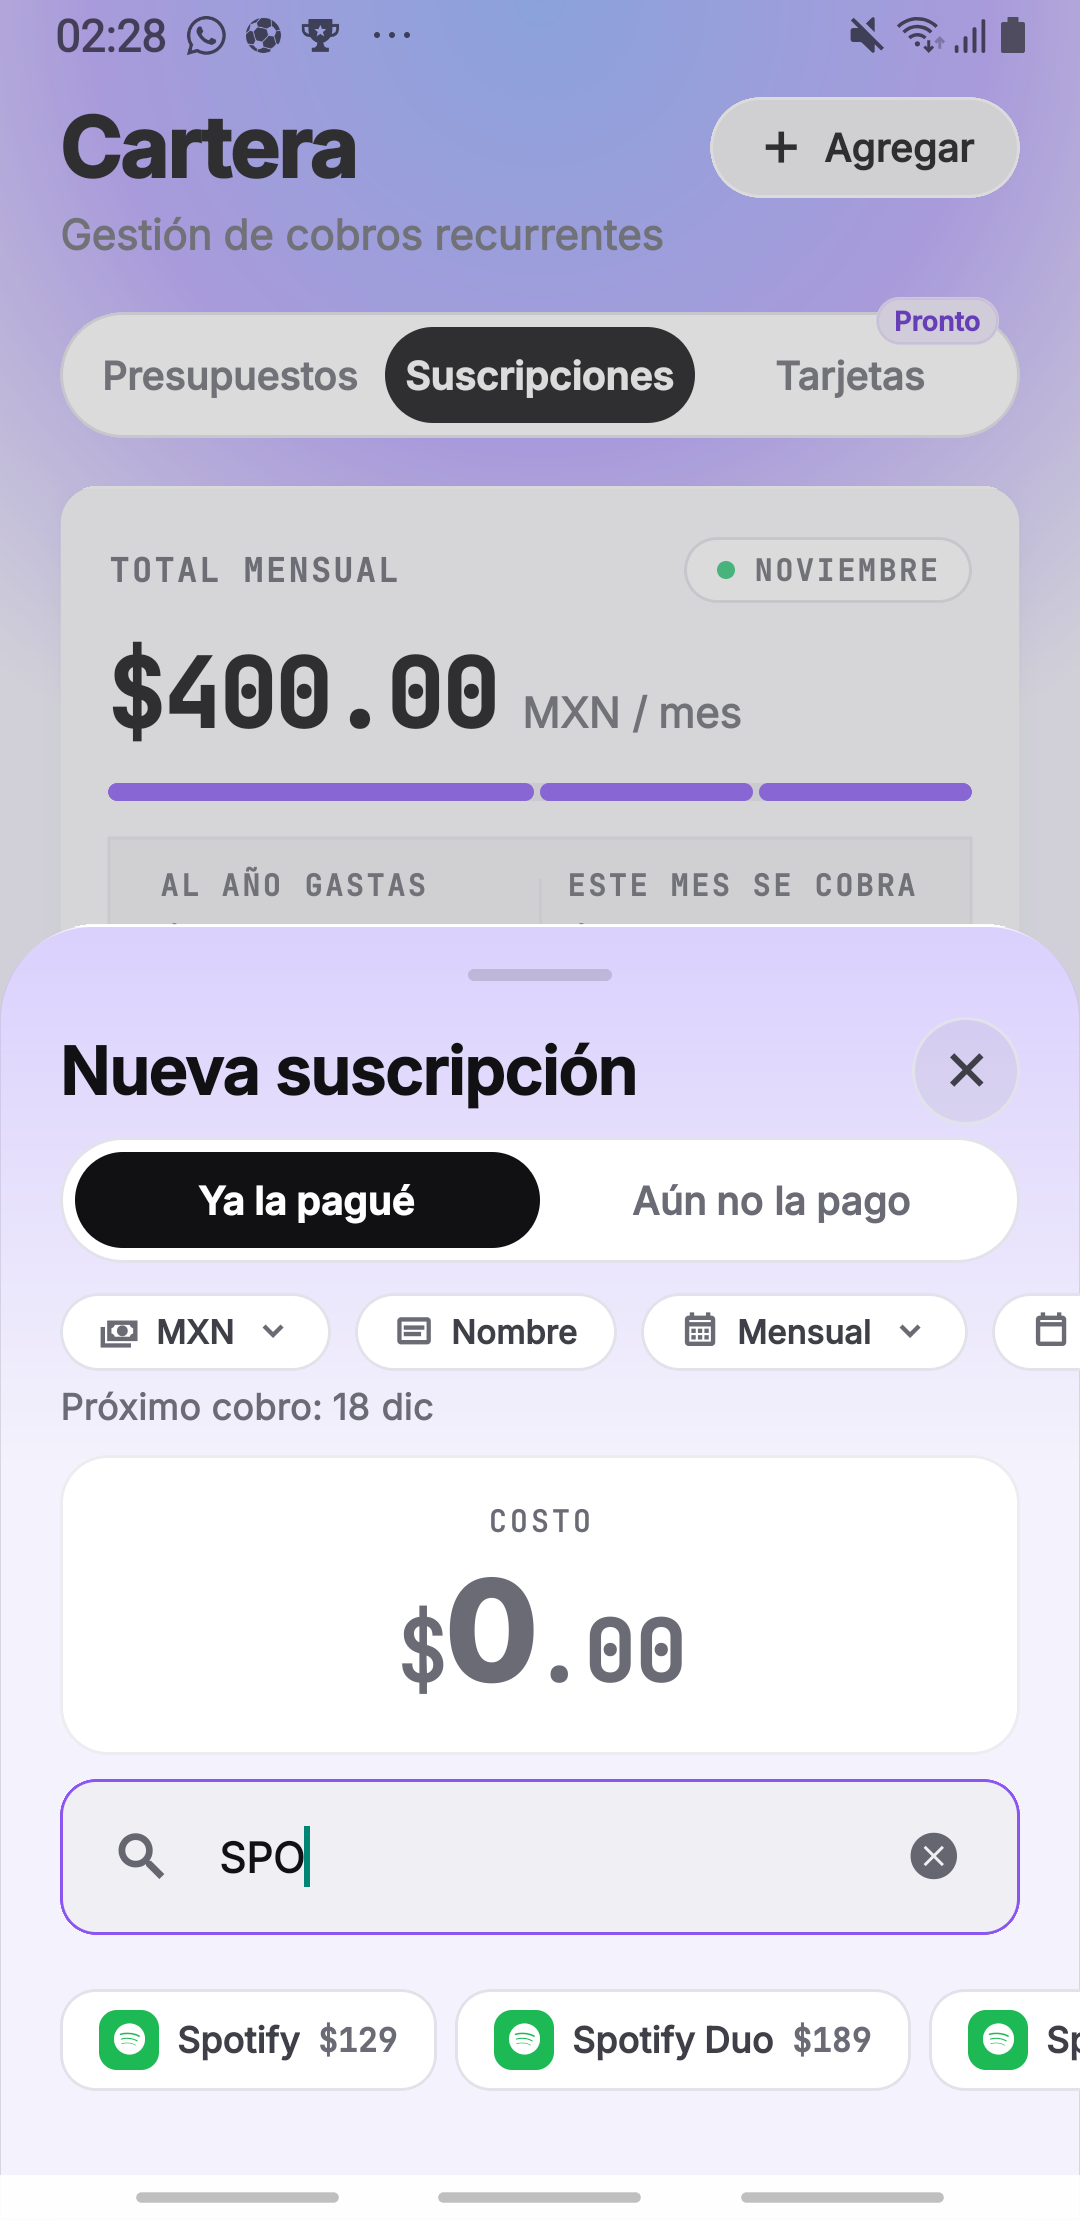 02:28
Cartera
+ Agregar
Gestión de cobros recurrentes
Pronto
Presupuestos Suscripciones Tarjetas
TOTAL MENSUAL NOVIEMBRE
$400.00 MXN / mes
AL AÑO GASTAS ESTE MES SE COBRA
Nueva suscripción
Ya la pagué Aún no la pago
MXN Nombre Mensual
Próximo cobro: 18 dic
COSTO
$0.00
SPO
Spotify $129 Spotify Duo $189 Sp